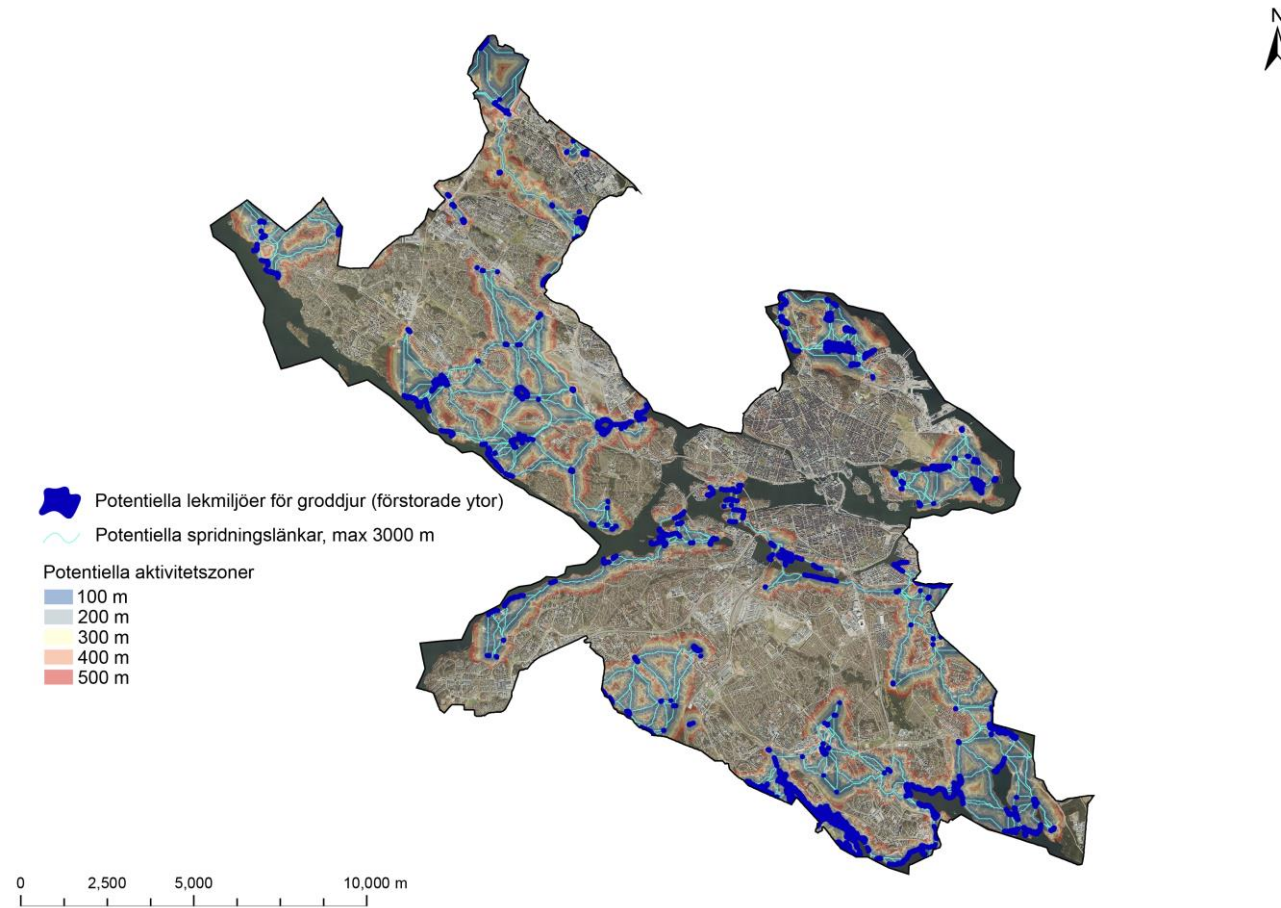 N
Potentiella lekmiljöer för groddjur (förstorade ytor)
Potentiella spridningslänkar, max 3000 m
Potentiella aktivitetszoner
100 m
200 m
300 m
400 m
500 m
0 2,500 5,000 10,000 m